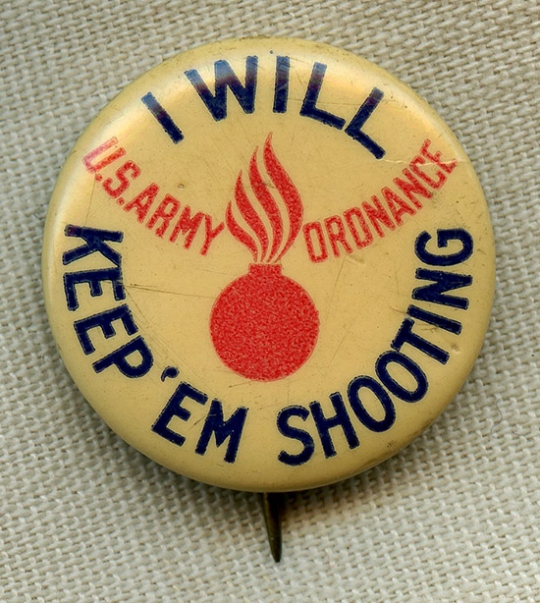 I WILL
U.S. ARMY ORDNANCE
KEEP 'EM SHOOTING